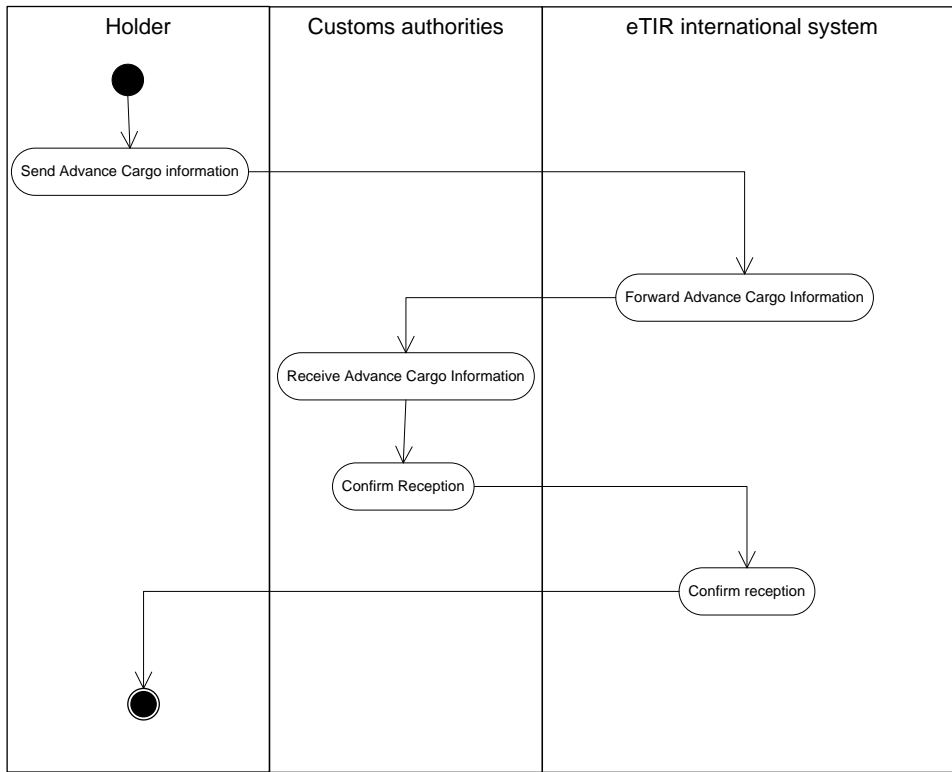 Holder
Customs authorities
eTIR international system
Send Advance Cargo information
Forward Advance Cargo Information
Receive Advance Cargo Information
Confirm Reception
Confirm reception